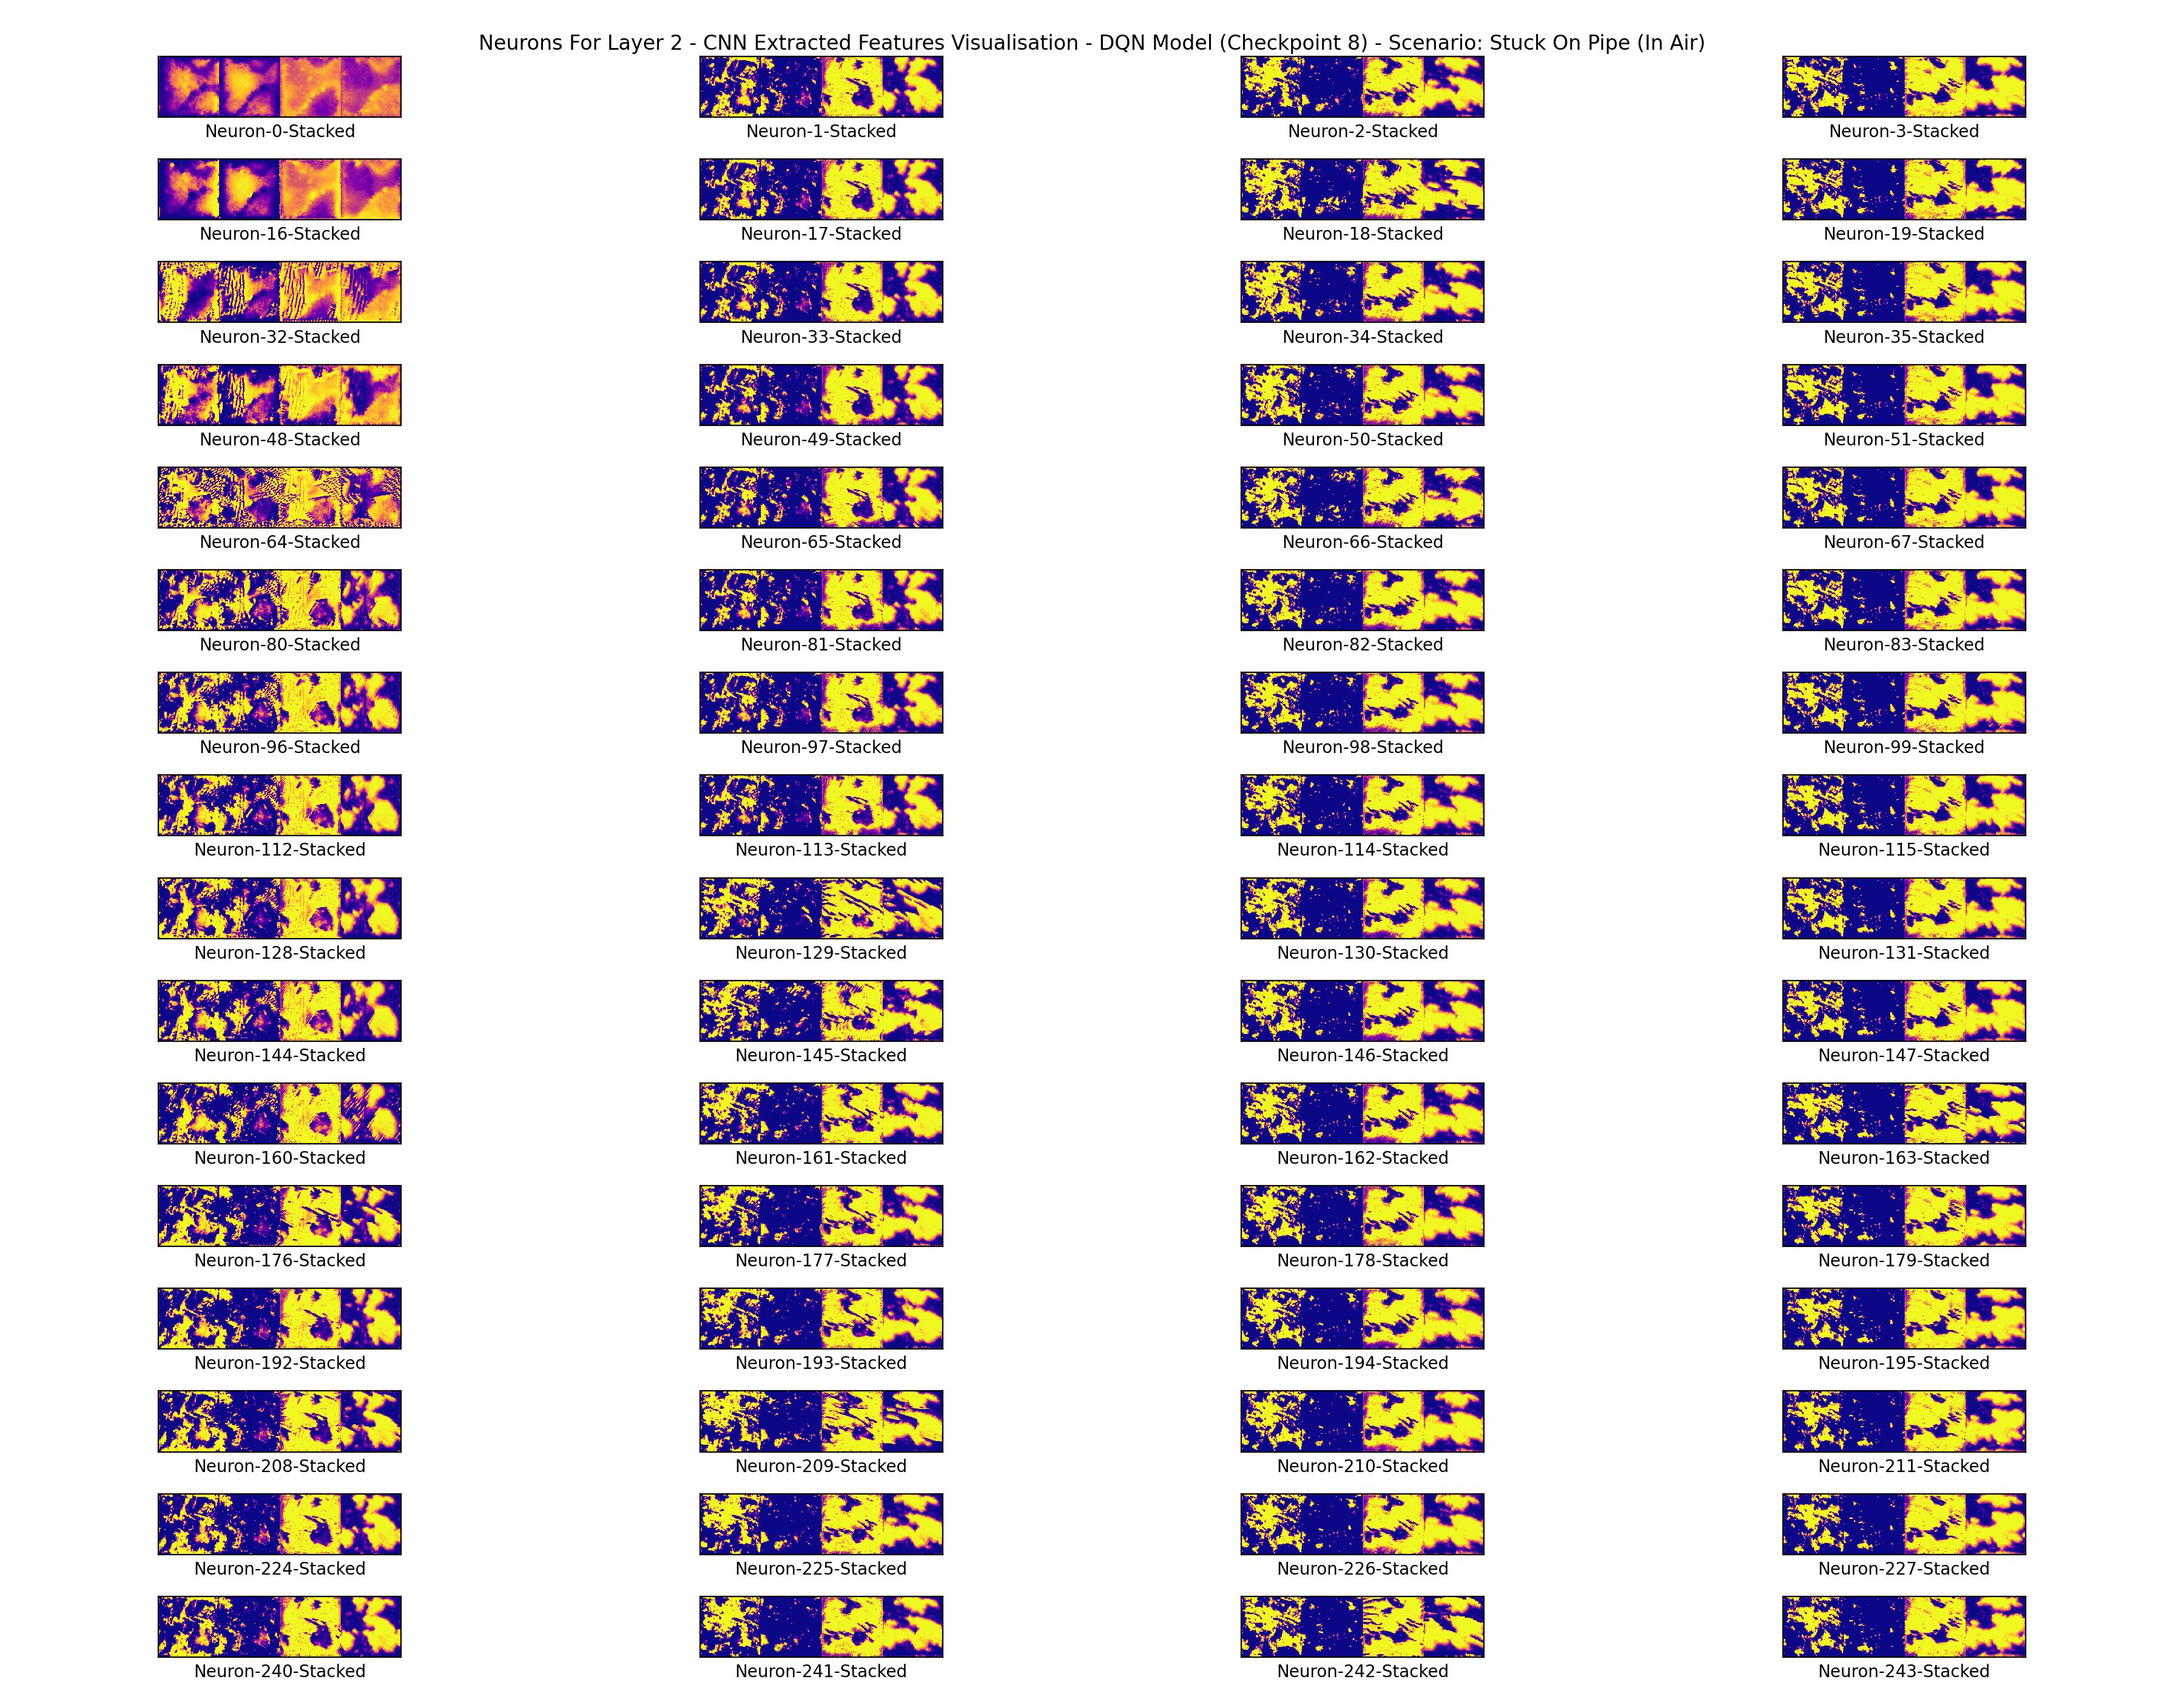 Neurons For Layer 2 - CNN Extracted Features Visualisation - DQN Model (Checkpoint 8) - Scenario: Stuck On Pipe (In Air)
Neuron-0-Stacked Neuron-1-Stacked Neuron-2-Stacked Neuron-3-Stacked
Neuron-16-Stacked Neuron-17-Stacked Neuron-18-Stacked Neuron-19-Stacked
Neuron-32-Stacked Neuron-33-Stacked Neuron-34-Stacked Neuron-35-Stacked
Neuron-48-Stacked Neuron-49-Stacked Neuron-50-Stacked Neuron-51-Stacked
Neuron-64-Stacked Neuron-65-Stacked Neuron-66-Stacked Neuron-67-Stacked
Neuron-80-Stacked Neuron-81-Stacked Neuron-82-Stacked Neuron-83-Stacked
Neuron-96-Stacked Neuron-97-Stacked Neuron-98-Stacked Neuron-99-Stacked
Neuron-112-Stacked Neuron-113-Stacked Neuron-114-Stacked Neuron-115-Stacked
Neuron-128-Stacked Neuron-129-Stacked Neuron-130-Stacked Neuron-131-Stacked
Neuron-144-Stacked Neuron-145-Stacked Neuron-146-Stacked Neuron-147-Stacked
Neuron-160-Stacked Neuron-161-Stacked Neuron-162-Stacked Neuron-163-Stacked
Neuron-176-Stacked Neuron-177-Stacked Neuron-178-Stacked Neuron-179-Stacked
Neuron-192-Stacked Neuron-193-Stacked Neuron-194-Stacked Neuron-195-Stacked
Neuron-208-Stacked Neuron-209-Stacked Neuron-210-Stacked Neuron-211-Stacked
Neuron-224-Stacked Neuron-225-Stacked Neuron-226-Stacked Neuron-227-Stacked
Neuron-240-Stacked Neuron-241-Stacked Neuron-242-Stacked Neuron-243-Stacked